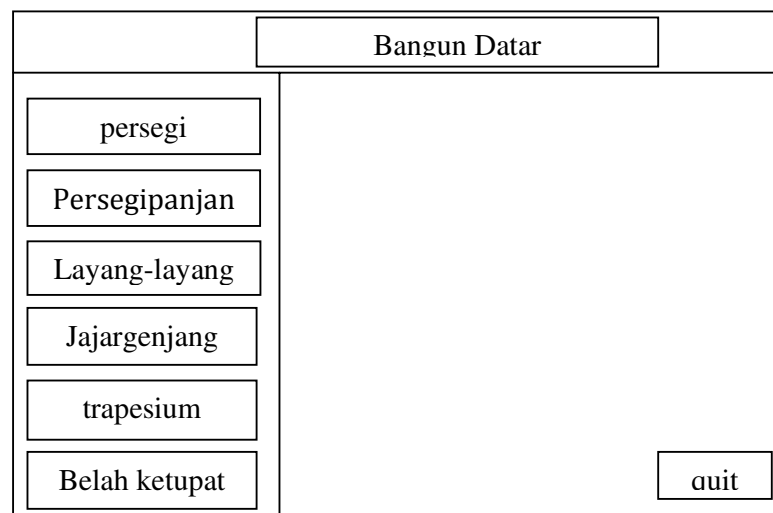 Bangun Datar
persegi
Persegipanjan
Layang-layang
Jajargenjang
trapesium
Belah ketupat
quit